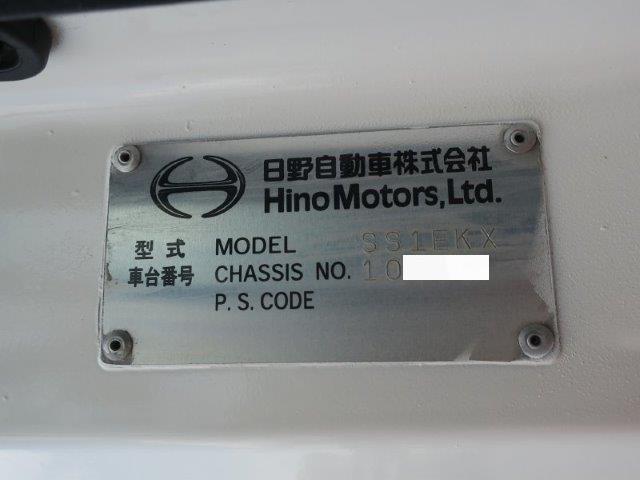 日野自動車株式会社
Hino Motors, Ltd.
型式 MODEL SS1EKX
車台番号 CHASSIS NO. 10
P. S. CODE